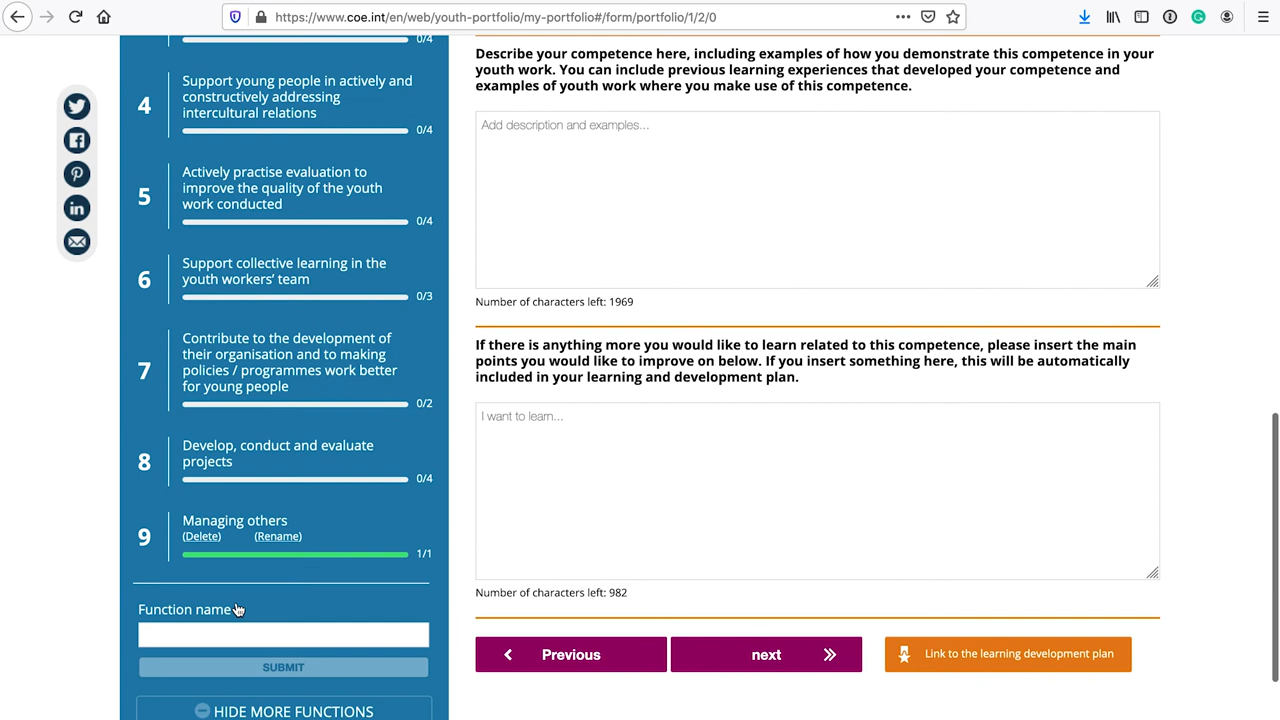 https://www.coe.int/en/web/youth-portfolio/my-portfolio#/form/portfolio/1/2/0
0/4
4
Support young people in actively and
constructively addressing
intercultural relations
0/4
5
Actively practise evaluation to
improve the quality of the youth
work conducted
0/4
6
Support collective learning in the
youth workers’ team
0/3
7
Contribute to the development of
their organisation and to making
policies / programmes work better
for young people
0/2
8
Develop, conduct and evaluate
projects
0/4
9
Managing others
(Delete) (Rename)
1/1
Function name
SUBMIT
HIDE MORE FUNCTIONS
Describe your competence here, including examples of how you demonstrate this competence in your
youth work. You can include previous learning experiences that developed your competence and
examples of youth work where you make use of this competence.
Add description and examples...
Number of characters left: 1969
If there is anything more you would like to learn related to this competence, please insert the main
points you would like to improve on below. If you insert something here, this will be automatically
included in your learning and development plan.
I want to learn...
Number of characters left: 982
Previous
next
Link to the learning development plan